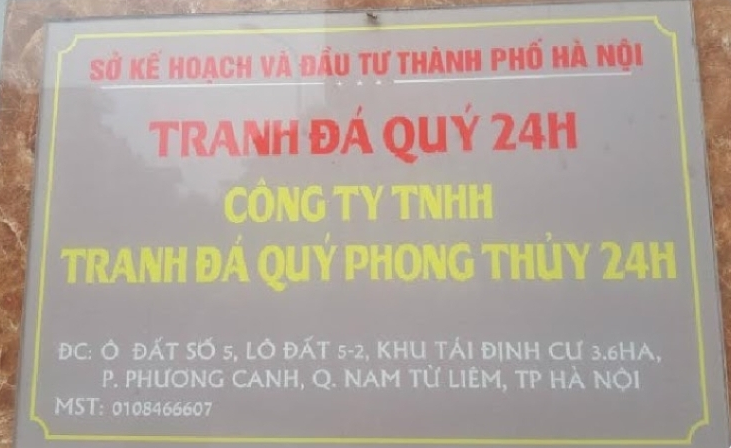 SỞ KẾ HOẠCH VÀ ĐẦU TƯ THÀNH PHỐ HÀ NỘI
TRANH ĐÁ QUÝ 24H
CÔNG TY TNHH
TRANH ĐÁ QUÝ PHONG THỦY 24H
ĐC: Ô ĐẤT SỐ 5, LÔ ĐẤT 5-2, KHU TÁI ĐỊNH CƯ 3.6HA,
P. PHƯƠNG CANH, Q. NAM TỪ LIÊM, TP HÀ NỘI
MST: 0108466607